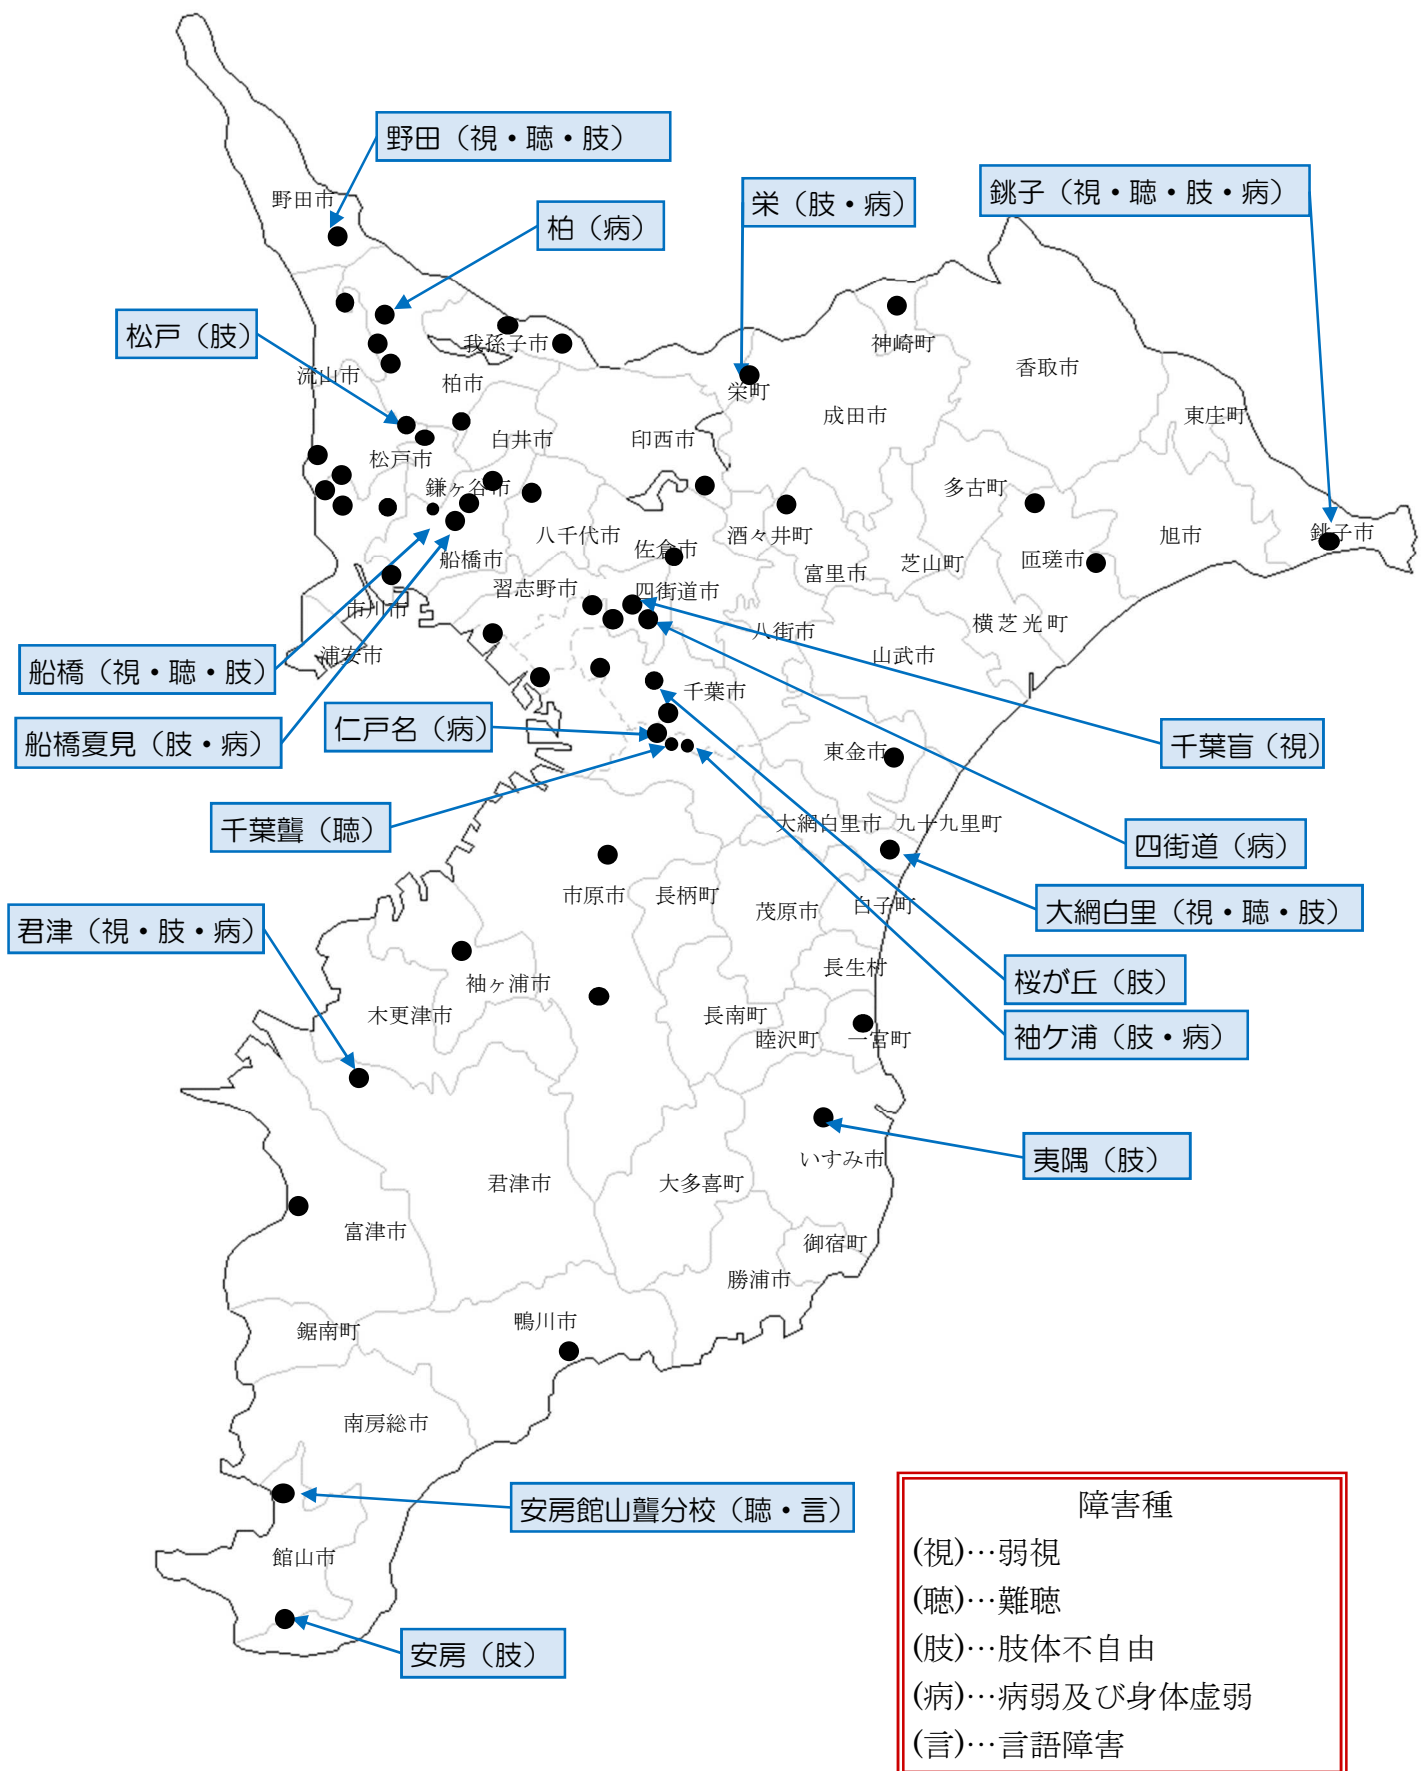 野田（視・聴・肢）
柏（病）
栄（肢・病）
銚子（視・聴・肢・病）
松戸（肢）
野田市
我孫子市
流山市
柏市
栄町
神崎町
香取市
成田市
東庄町
松戸市
白井市
印西市
鎌ヶ谷市
多古町
八千代市
船橋市
佐倉市
酒々井町
富里市
芝山町
匝瑳市
旭市
銚子市
習志野市
四街道市
市川市
浦安市
八街市
横芝光町
山武市
船橋（視・聴・肢）
船橋夏見（肢・病）
仁戸名（病）
千葉市
千葉盲（視）
東金市
千葉聾（聴）
大網白里市
九十九里町
四街道（病）
市原市
長柄町
茂原市
白子町
大網白里（視・聴・肢）
君津（視・肢・病）
袖ヶ浦市
木更津市
長生村
桜が丘（肢）
長南町
睦沢町
一宮町
袖ケ浦（肢・病）
いすみ市
夷隅（肢）
君津市
大多喜町
富津市
御宿町
勝浦市
鋸南町
鴨川市
南房総市
安房館山聾分校（聴・言）
館山市
安房（肢）
障害種
(視)…弱視
(聴)…難聴
(肢)…肢体不自由
(病)…病弱及び身体虚弱
(言)…言語障害